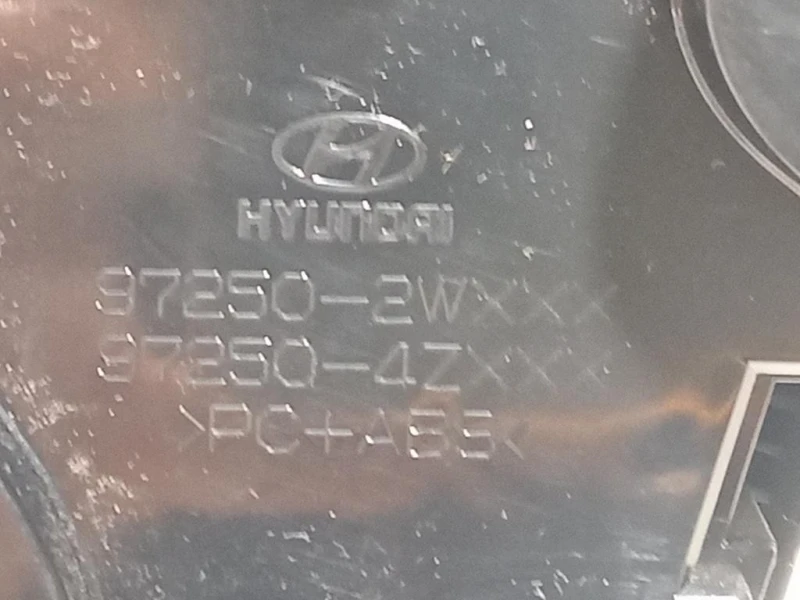 HYUNDAI
97250-2WXXX
97250-4ZXXX
>PC+ABS<